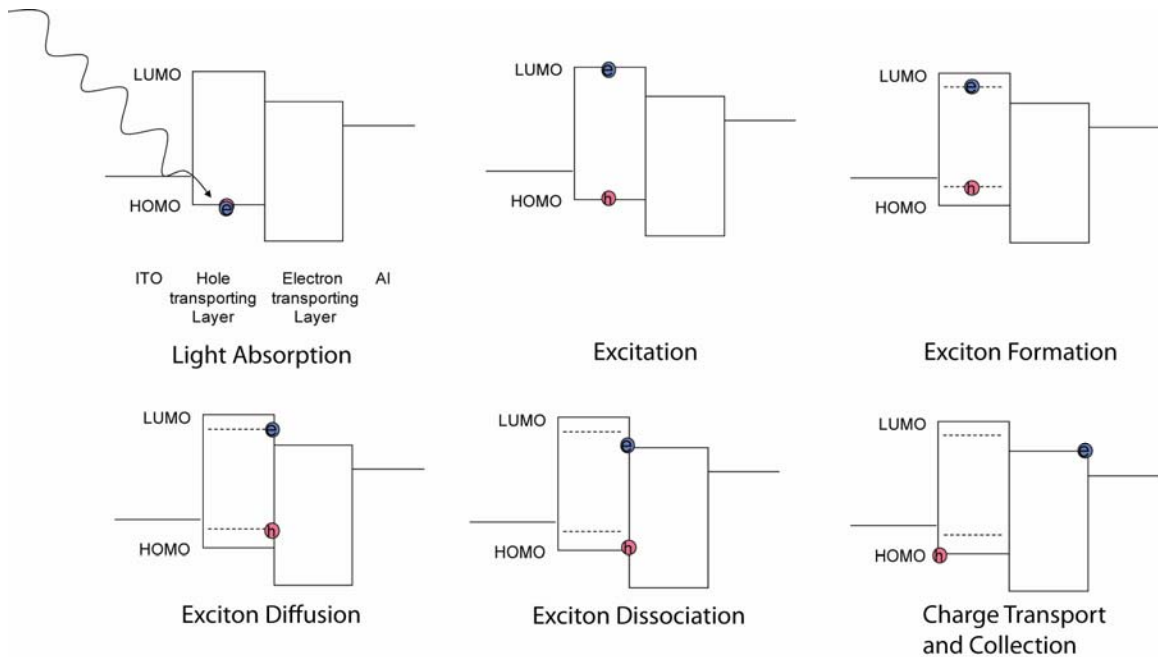 LUMO
HOMO
e
ITO
Hole
transporting
Layer
Electron
transporting
Layer
Al
Light Absorption
LUMO
e
h
HOMO
Excitation
LUMO
e
h
HOMO
Exciton Formation
LUMO
e
h
HOMO
Exciton Diffusion
LUMO
e
h
HOMO
Exciton Dissociation
LUMO
e
HOMO
h
Charge Transport
and Collection